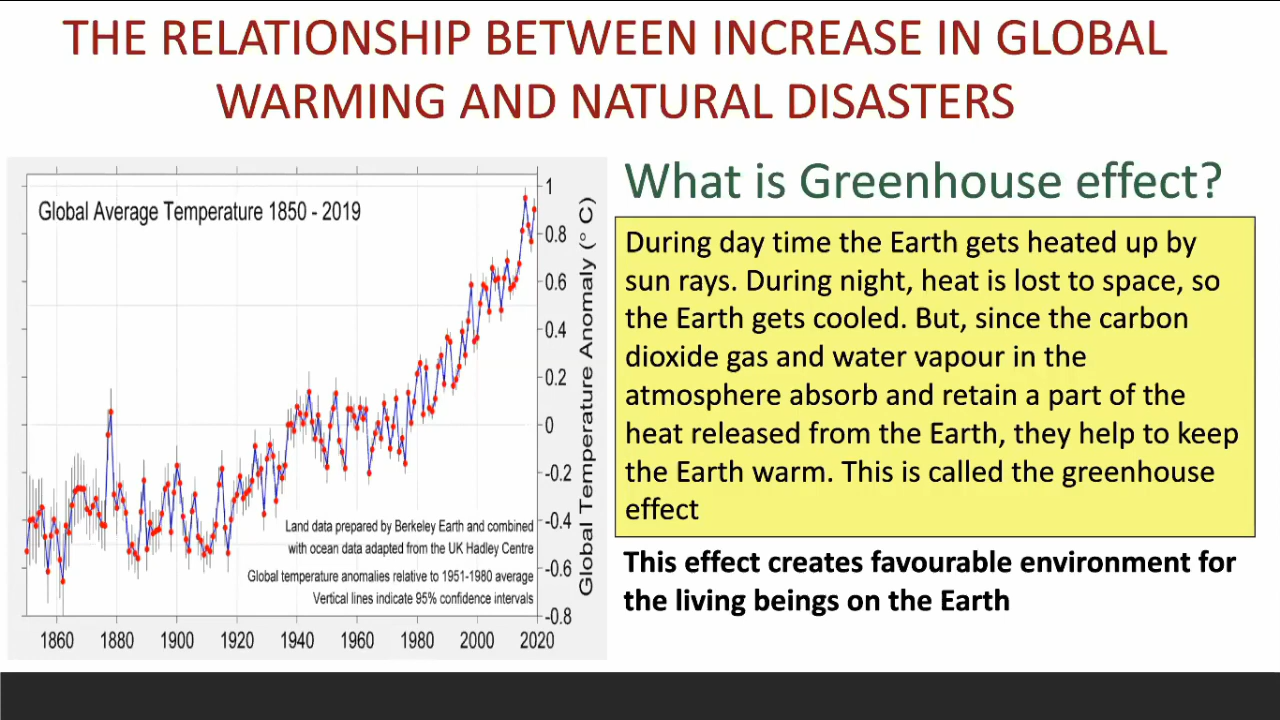 THE RELATIONSHIP BETWEEN INCREASE IN GLOBAL
WARMING AND NATURAL DISASTERS
Global Average Temperature 1850 - 2019
Land data prepared by Berkeley Earth and combined
with ocean data adapted from the UK Hadley Centre
Global temperature anomalies relative to 1951-1980 average
Vertical lines indicate 95% confidence intervals
1
0.8
0.6
0.4
0.2
0
-0.2
-0.4
-0.6
-0.8
Global Temperature Anomaly (° C)
1860 1880 1900 1920 1940 1960 1980 2000 2020
What is Greenhouse effect?
During day time the Earth gets heated up by
sun rays. During night, heat is lost to space, so
the Earth gets cooled. But, since the carbon
dioxide gas and water vapour in the
atmosphere absorb and retain a part of the
heat released from the Earth, they help to keep
the Earth warm. This is called the greenhouse
effect
This effect creates favourable environment for
the living beings on the Earth